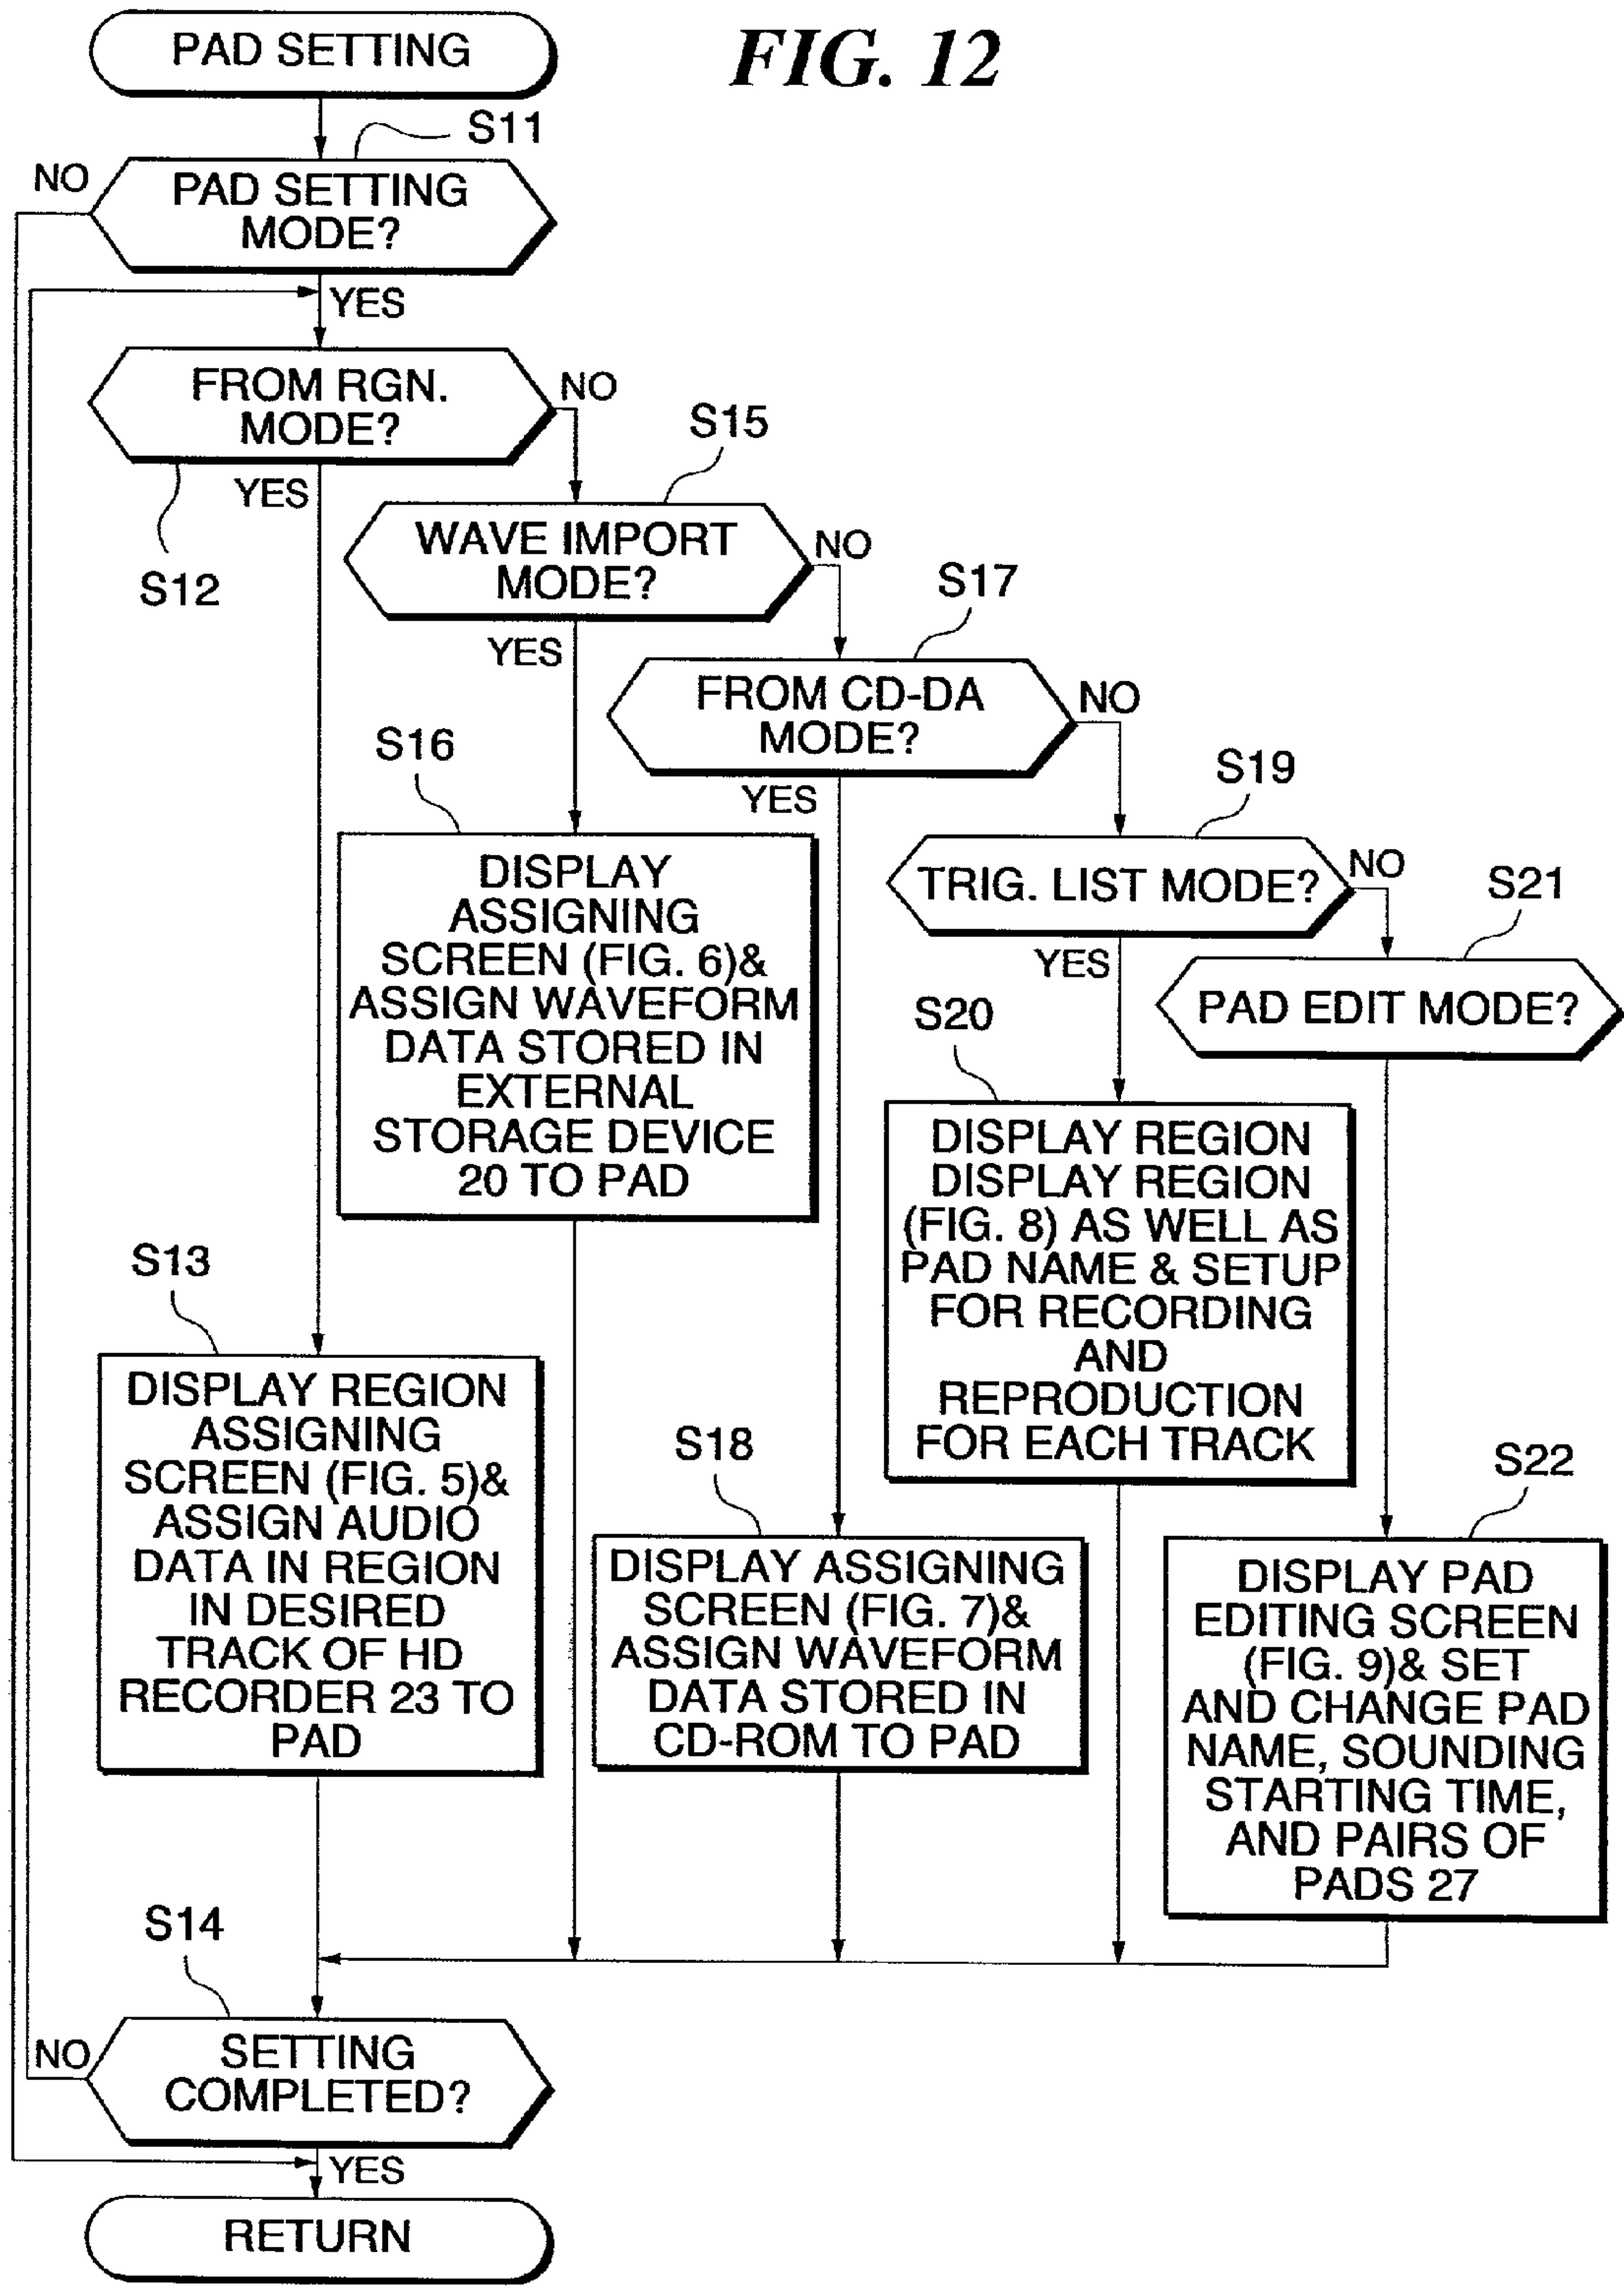 PAD SETTING
FIG. 12
S11
NO
PAD SETTING
MODE?
YES
FROM RGN.
MODE?
NO
S12
YES
S15
WAVE IMPORT
MODE?
NO
YES
S17
FROM CD-DA
MODE?
NO
YES
S16
DISPLAY
ASSIGNING
SCREEN (FIG. 6)&
ASSIGN WAVEFORM
DATA STORED IN
EXTERNAL
STORAGE DEVICE
20 TO PAD
S19
TRIG. LIST MODE?
NO
YES
S21
PAD EDIT MODE?
S20
DISPLAY REGION
DISPLAY REGION
(FIG. 8) AS WELL AS
PAD NAME & SETUP
FOR RECORDING
AND
REPRODUCTION
FOR EACH TRACK
S13
DISPLAY REGION
ASSIGNING
SCREEN (FIG. 5)&
ASSIGN AUDIO
DATA IN REGION
IN DESIRED
TRACK OF HD
RECORDER 23 TO
PAD
S18
DISPLAY ASSIGNING
SCREEN (FIG. 7)&
ASSIGN WAVEFORM
DATA STORED IN
CD-ROM TO PAD
S22
DISPLAY PAD
EDITING SCREEN
(FIG. 9)& SET
AND CHANGE PAD
NAME, SOUNDING
STARTING TIME,
AND PAIRS OF
PADS 27
S14
NO
SETTING
COMPLETED?
YES
RETURN